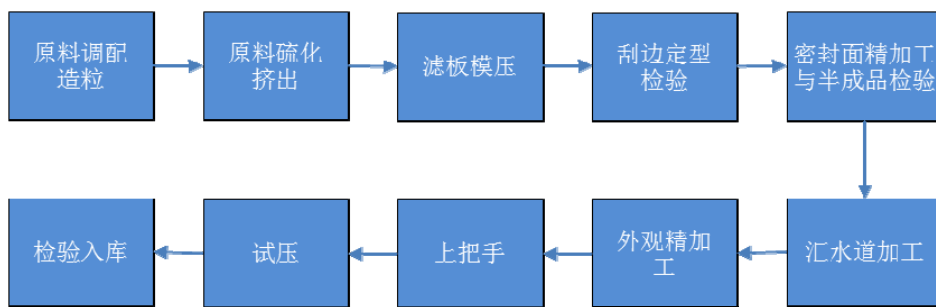 原料调配
造粒
原料硫化
挤出
滤板模压
刮边定型
检验
密封面精加工
与半成品检验
汇水道加工
外观精加
工
上把手
试压
检验入库